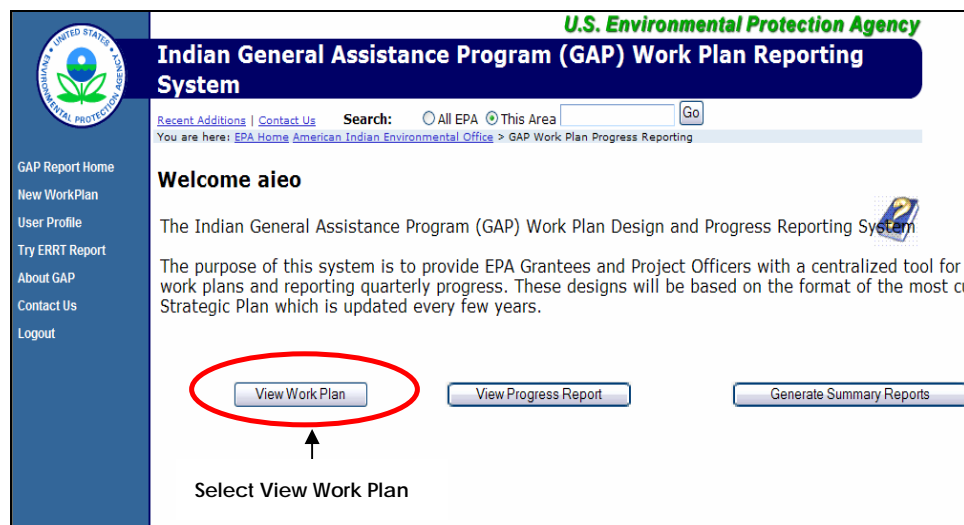 U.S. Environmental Protection Agency
UNITED STATES
ENVIRONMENTAL PROTECTION AGENCY
Indian General Assistance Program (GAP) Work Plan Reporting
System
Recent Additions | Contact Us Search: All EPA This Area Go
You are here: EPA Home American Indian Environmental Office > GAP Work Plan Progress Reporting
GAP Report Home
New WorkPlan
User Profile
Try ERRT Report
About GAP
Contact Us
Logout
Welcome aieo
The Indian General Assistance Program (GAP) Work Plan Design and Progress Reporting System
The purpose of this system is to provide EPA Grantees and Project Officers with a centralized tool for
work plans and reporting quarterly progress. These designs will be based on the format of the most cu
Strategic Plan which is updated every few years.
View Work Plan View Progress Report Generate Summary Reports
Select View Work Plan